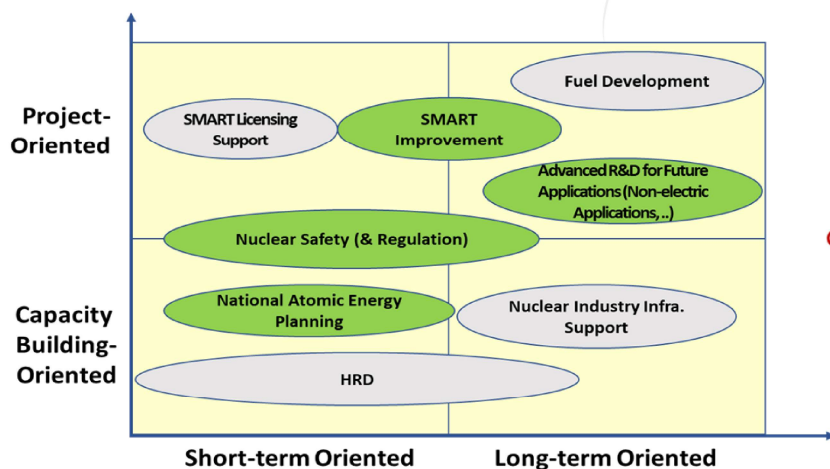 Project-
Oriented
Fuel Development
SMART Licensing
Support
SMART
Improvement
Advanced R&D for Future
Applications (Non-electric
Applications, ..)
Nuclear Safety (& Regulation)
Capacity
Building-
Oriented
National Atomic Energy
Planning
Nuclear Industry Infra.
Support
HRD
Short-term Oriented
Long-term Oriented